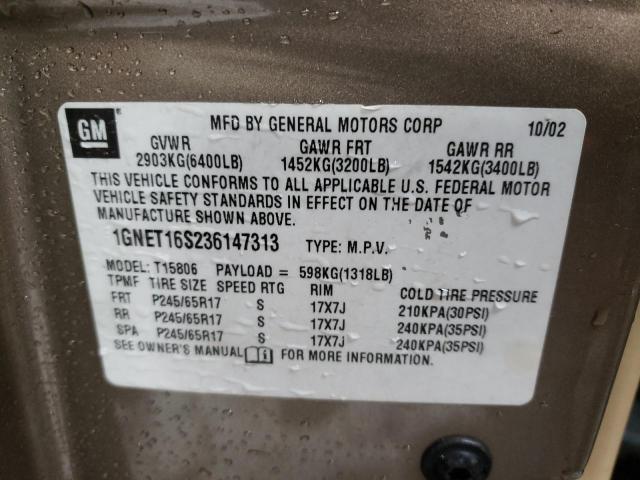 GM
MFD BY GENERAL MOTORS CORP 10/02
GVWR GAWR FRT GAWR RR
2903KG(6400LB) 1452KG(3200LB) 1542KG(3400LB)
THIS VEHICLE CONFORMS TO ALL APPLICABLE U.S. FEDERAL MOTOR
VEHICLE SAFETY STANDARDS IN EFFECT ON THE DATE OF
MANUFACTURE SHOWN ABOVE.
1GNET16S236147313 TYPE: M.P.V.
MODEL: T15806 PAYLOAD = 598KG(1318LB)
TPMF TIRE SIZE SPEED RTG RIM COLD TIRE PRESSURE
FRT P245/65R17 S 17X7J 210KPA(30PSI)
RR P245/65R17 S 17X7J 240KPA(35PSI)
SPA P245/65R17 S 17X7J 240KPA(35PSI)
SEE OWNER'S MANUAL FOR MORE INFORMATION.